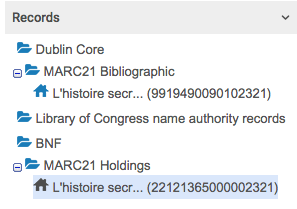 Records
Dublin Core
MARC21 Bibliographic
L'histoire secr... (9919490090102321)
Library of Congress name authority records
BNF
MARC21 Holdings
L'histoire secr... (22121365000002321)